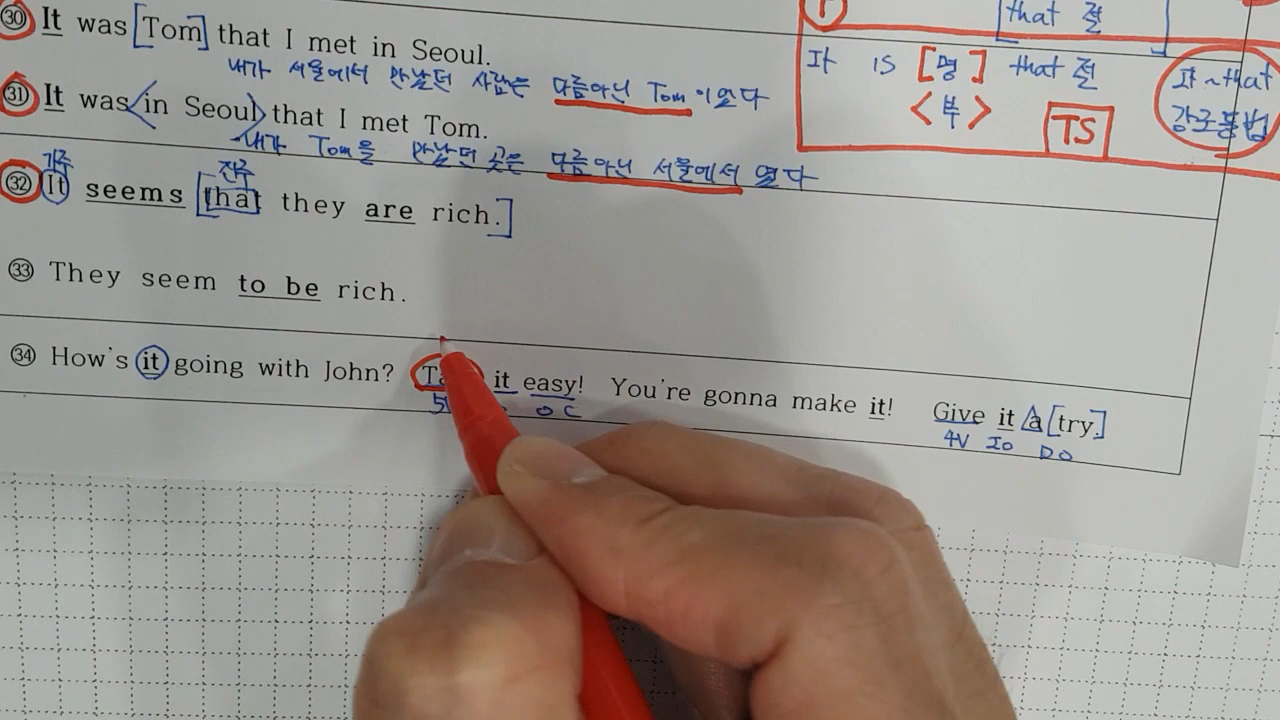 ㉚ It was [Tom] that I met in Seoul.
내가 서울에서 만났던 사람은 다름아닌 Tom이었다
㉛ It was <in Seoul> that I met Tom.
내가 Tom을 만났던 곳은 다름아닌 서울에서 였다
가주 진주
㉜ It seems [that they are rich.]
㉝ They seem to be rich.
㉞ How's it going with John? it easy! You're gonna make it! Give it a [try.]
OC 4V IO DO
that 절
It is [명] that 절
<부> TS
It ~ that
강조용법